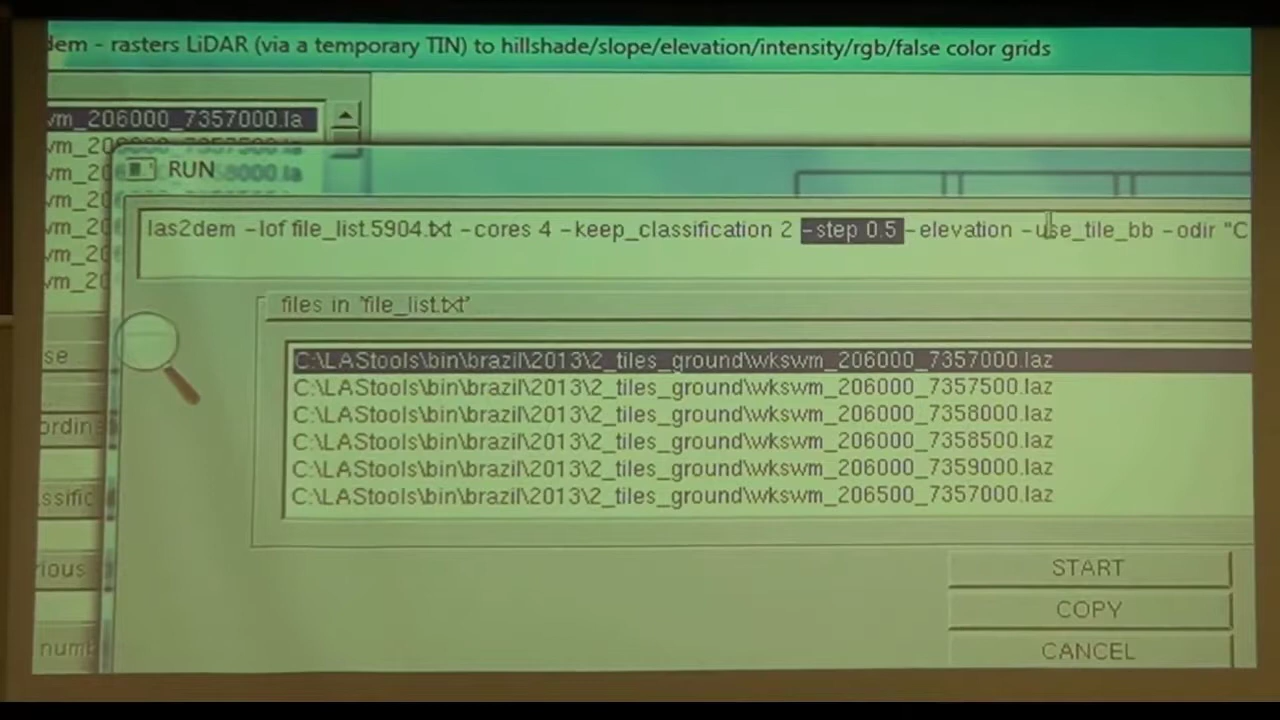 dem - rasters LiDAR (via a temporary TIN) to hillshade/slope/elevation/intensity/rgb/false color grids
vm_206000_7357000.la
RUN
las2dem -lof file_list.5904.txt -cores 4 -keep_classification 2 -step 0.5 -elevation -use_tile_bb -odir "C
files in 'file_list.txt'
C:\LAStools\bin\brazil\2013\2_tiles_ground\wkswm_206000_7357000.laz
C:\LAStools\bin\brazil\2013\2_tiles_ground\wkswm_206000_7357500.laz
C:\LAStools\bin\brazil\2013\2_tiles_ground\wkswm_206000_7358000.laz
C:\LAStools\bin\brazil\2013\2_tiles_ground\wkswm_206000_7358500.laz
C:\LAStools\bin\brazil\2013\2_tiles_ground\wkswm_206000_7359000.laz
C:\LAStools\bin\brazil\2013\2_tiles_ground\wkswm_206500_7357000.laz
START
COPY
CANCEL